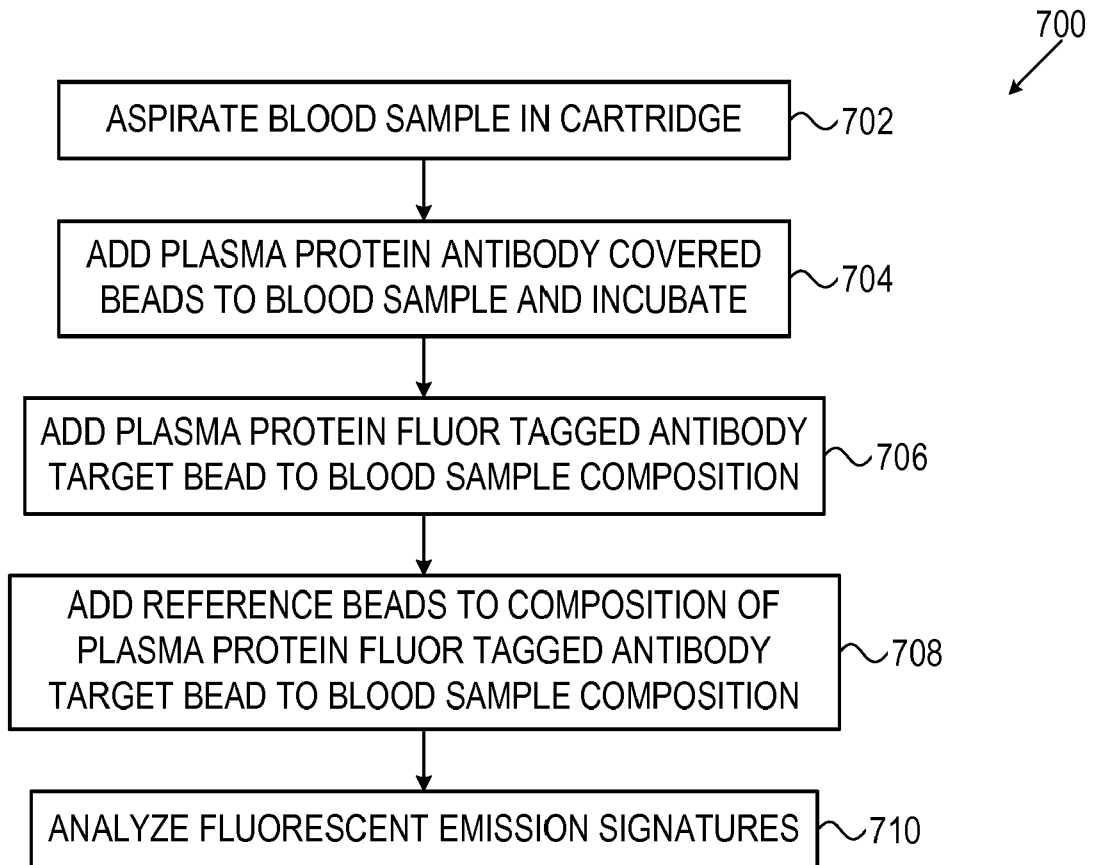 700
ASPIRATE BLOOD SAMPLE IN CARTRIDGE
702
ADD PLASMA PROTEIN ANTIBODY COVERED
BEADS TO BLOOD SAMPLE AND INCUBATE
704
ADD PLASMA PROTEIN FLUOR TAGGED ANTIBODY
TARGET BEAD TO BLOOD SAMPLE COMPOSITION
706
ADD REFERENCE BEADS TO COMPOSITION OF
PLASMA PROTEIN FLUOR TAGGED ANTIBODY
TARGET BEAD TO BLOOD SAMPLE COMPOSITION
708
ANALYZE FLUORESCENT EMISSION SIGNATURES
710